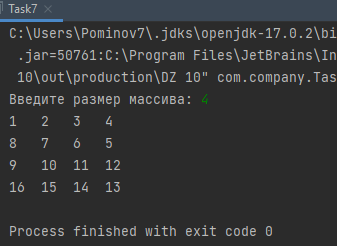 Task7
C:\Users\Pominov7\.jdks\openjdk-17.0.2\bi
.jar=50761:C:\Program Files\JetBrains\In
10\out\production\DZ 10" com.company.Tas
Введите размер массива: 4
1 2 3 4
8 7 6 5
9 10 11 12
16 15 14 13
Process finished with exit code 0